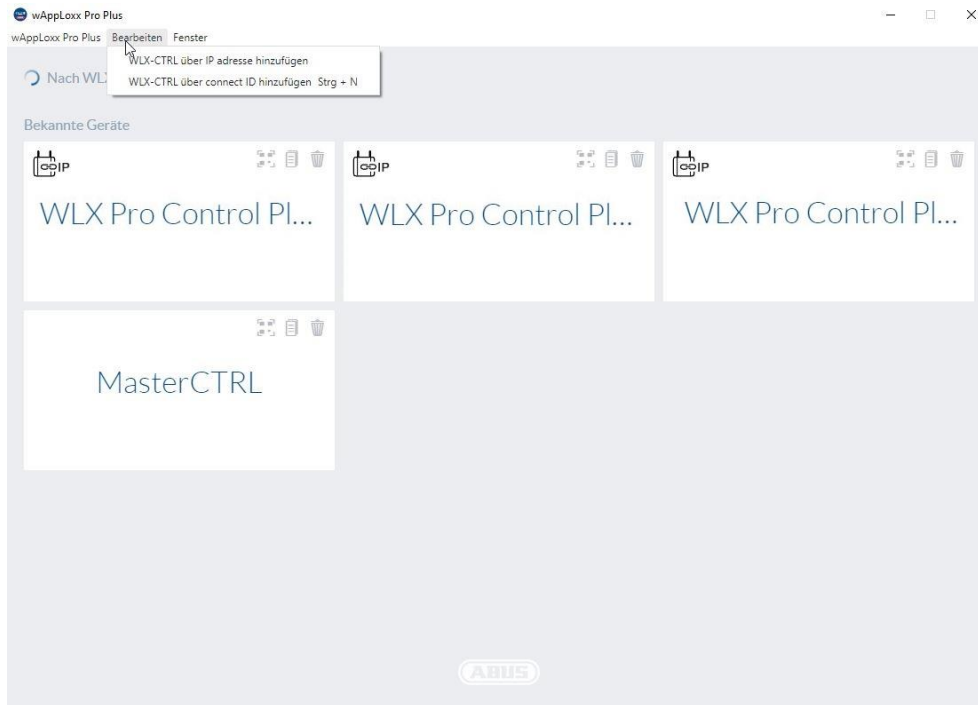 wAppLoxx Pro Plus
wAppLoxx Pro Plus Bearbeiten Fenster
WLX-CTRL über IP adresse hinzufügen
WLX-CTRL über connect ID hinzufügen Strg + N
Nach WLX
Bekannte Geräte
IP IP IP
WLX Pro Control Pl... WLX Pro Control Pl... WLX Pro Control Pl...
MasterCTRL
ABUS